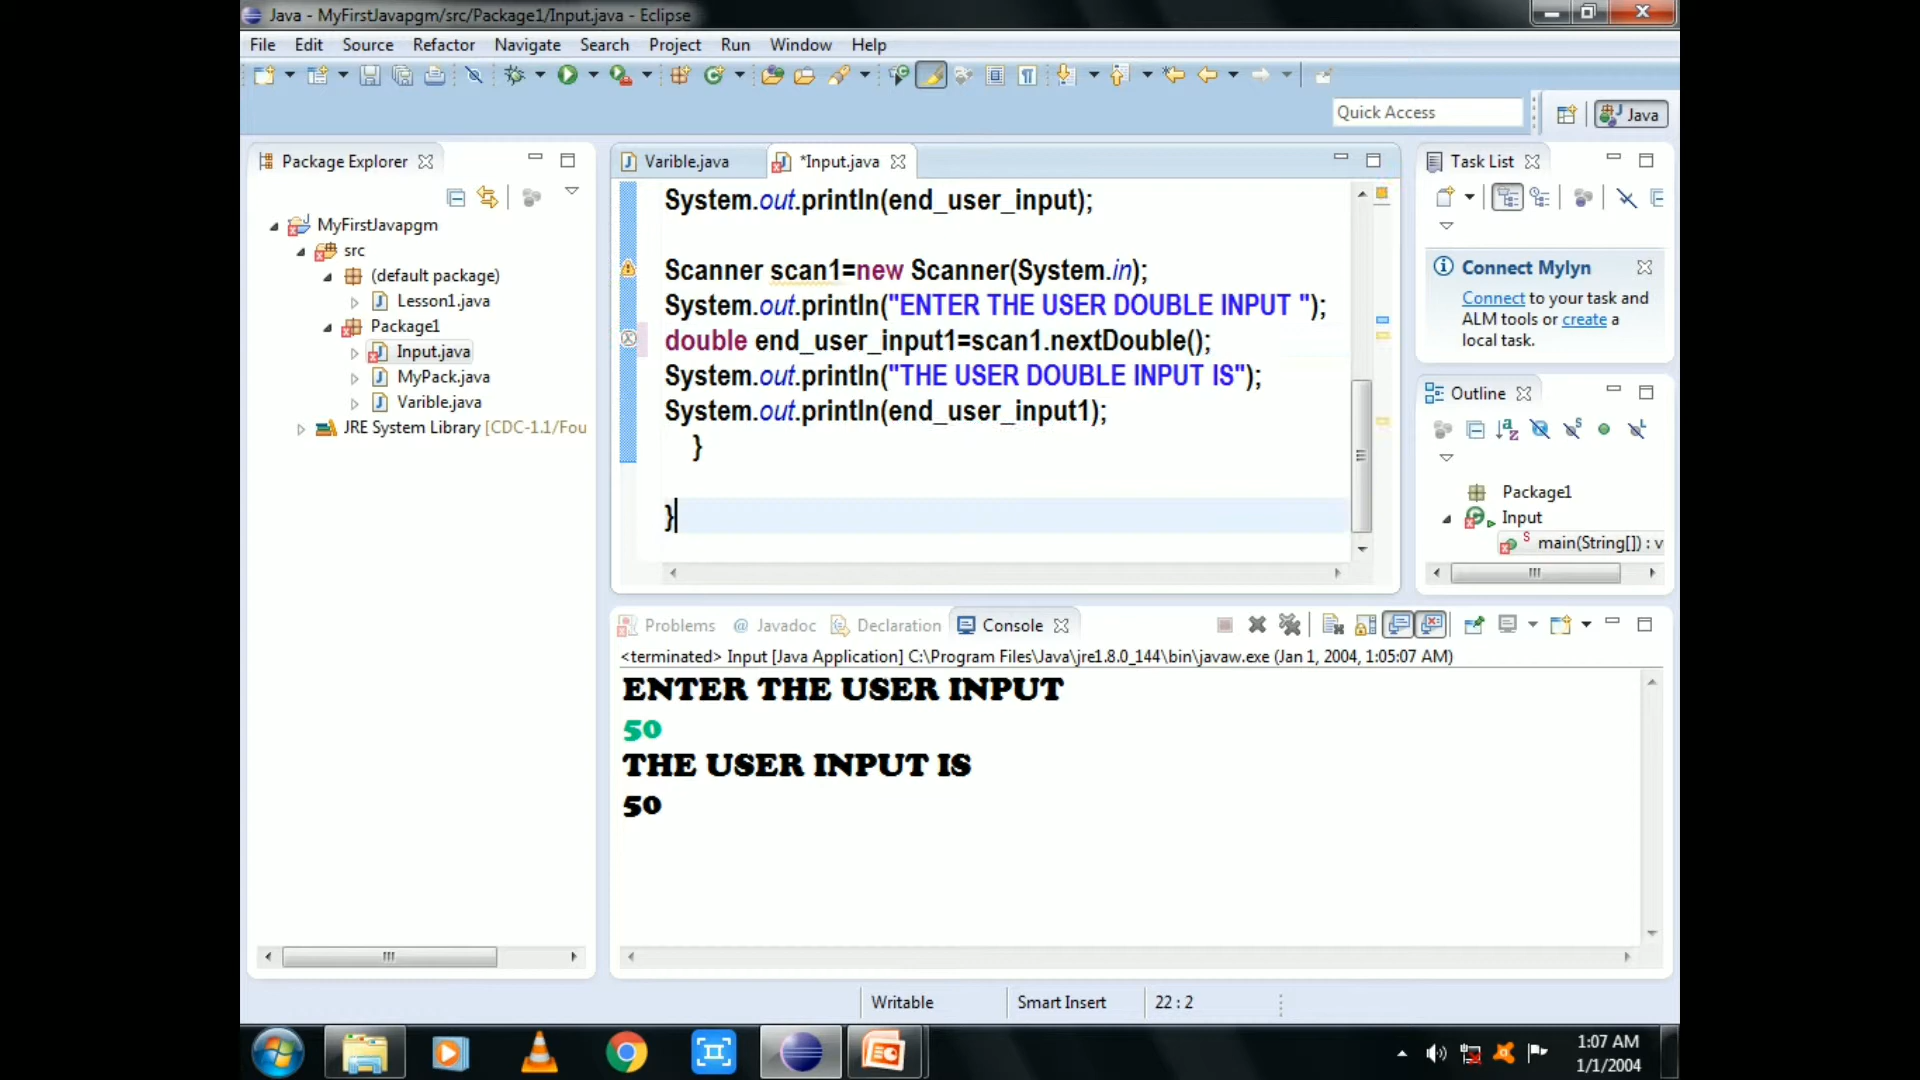 Java - MyFirstJavapgm/src/Package1/Input.java - Eclipse
File Edit Source Refactor Navigate Search Project Run Window Help
Quick Access
Java
Package Explorer
MyFirstJavapgm
src
(default package)
Lesson1.java
Package1
Input.java
MyPack.java
Varible.java
JRE System Library [CDC-1.1/Fou
Varible.java *Input.java
System.out.println(end_user_input);
Scanner scan1=new Scanner(System.in);
System.out.println("ENTER THE USER DOUBLE INPUT ");
double end_user_input1=scan1.nextDouble();
System.out.println("THE USER DOUBLE INPUT IS");
System.out.println(end_user_input1);
}
}
Task List
Connect Mylyn
Connect to your task and
ALM tools or create a
local task.
Outline
Package1
Input
main(String[]) : v
Problems @ Javadoc Declaration Console
<terminated> Input [Java Application] C:\Program Files\Java\jre1.8.0_144\bin\javaw.exe (Jan 1, 2004, 1:05:07 AM)
ENTER THE USER INPUT
50
THE USER INPUT IS
50
Writable Smart Insert 22 : 2
1:07 AM
1/1/2004